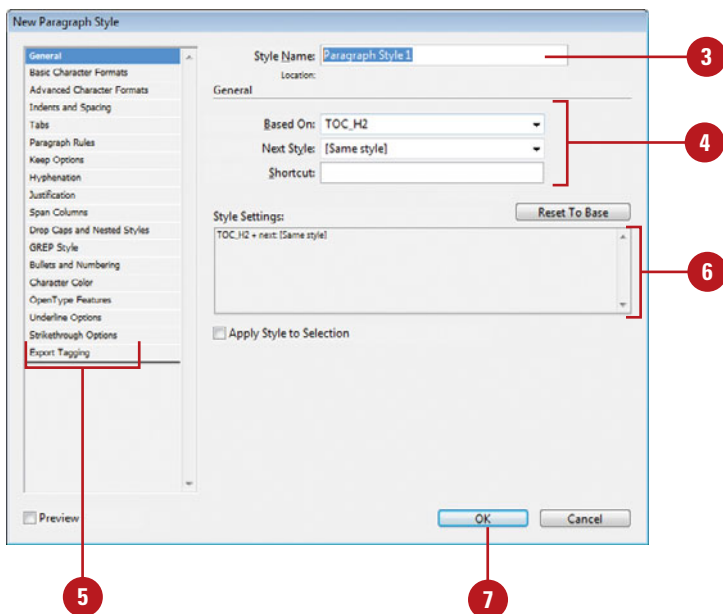 New Paragraph Style
General
Basic Character Formats
Advanced Character Formats
Indents and Spacing
Tabs
Paragraph Rules
Keep Options
Hyphenation
Justification
Span Columns
Drop Caps and Nested Styles
GREP Style
Bullets and Numbering
Character Color
OpenType Features
Underline Options
Strikethrough Options
Export Tagging
Style Name: Paragraph Style 1
Location:
General
Based On: TOC_H2
Next Style: [Same style]
Shortcut:
Style Settings: Reset To Base
TOC_H2 + next: [Same style]
Apply Style to Selection
Preview OK Cancel
3
4
6
5
7